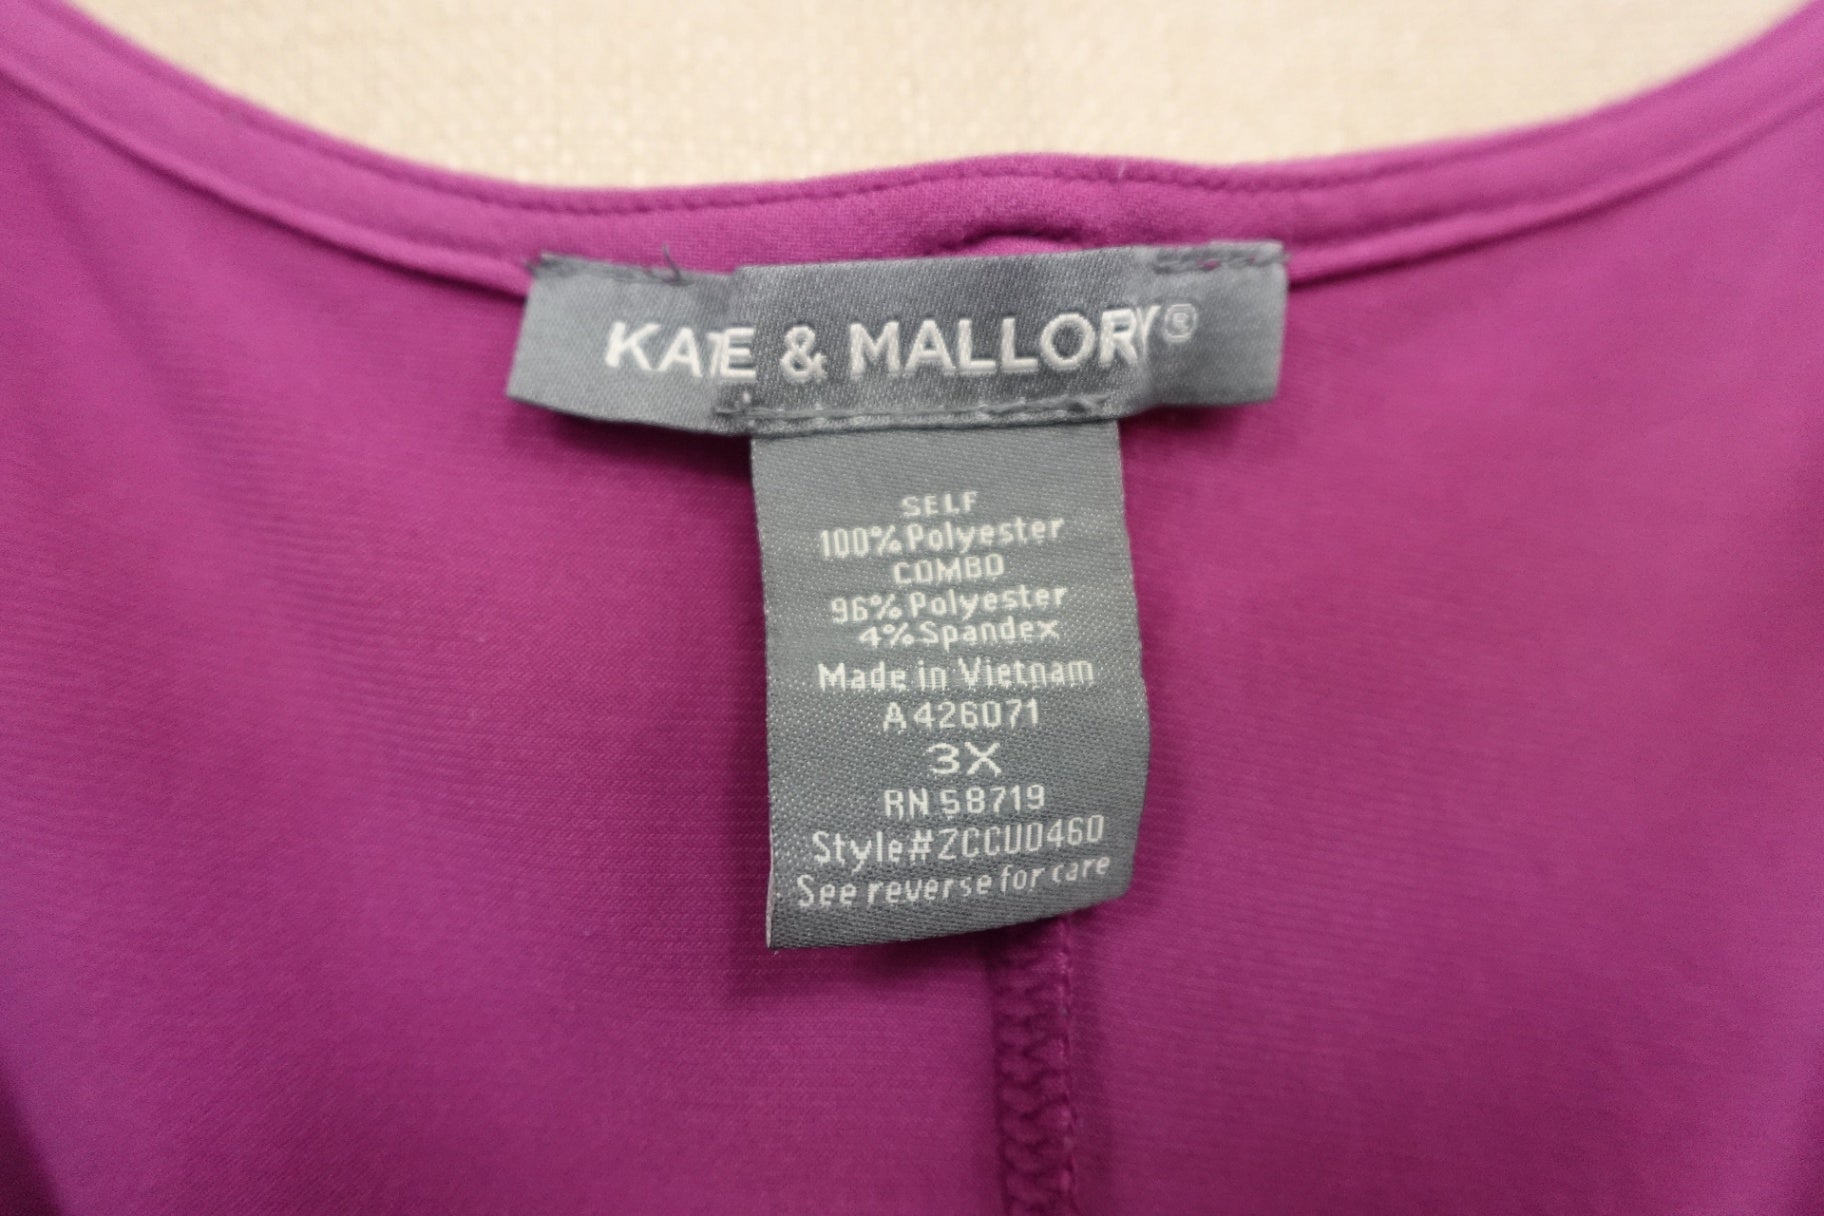 KATE & MALLORY®
SELF
100% Polyester
COMBO
96% Polyester
4% Spandex
Made in Vietnam
A426071
3X
RN 58719
Style#ZCCU0460
See reverse for care